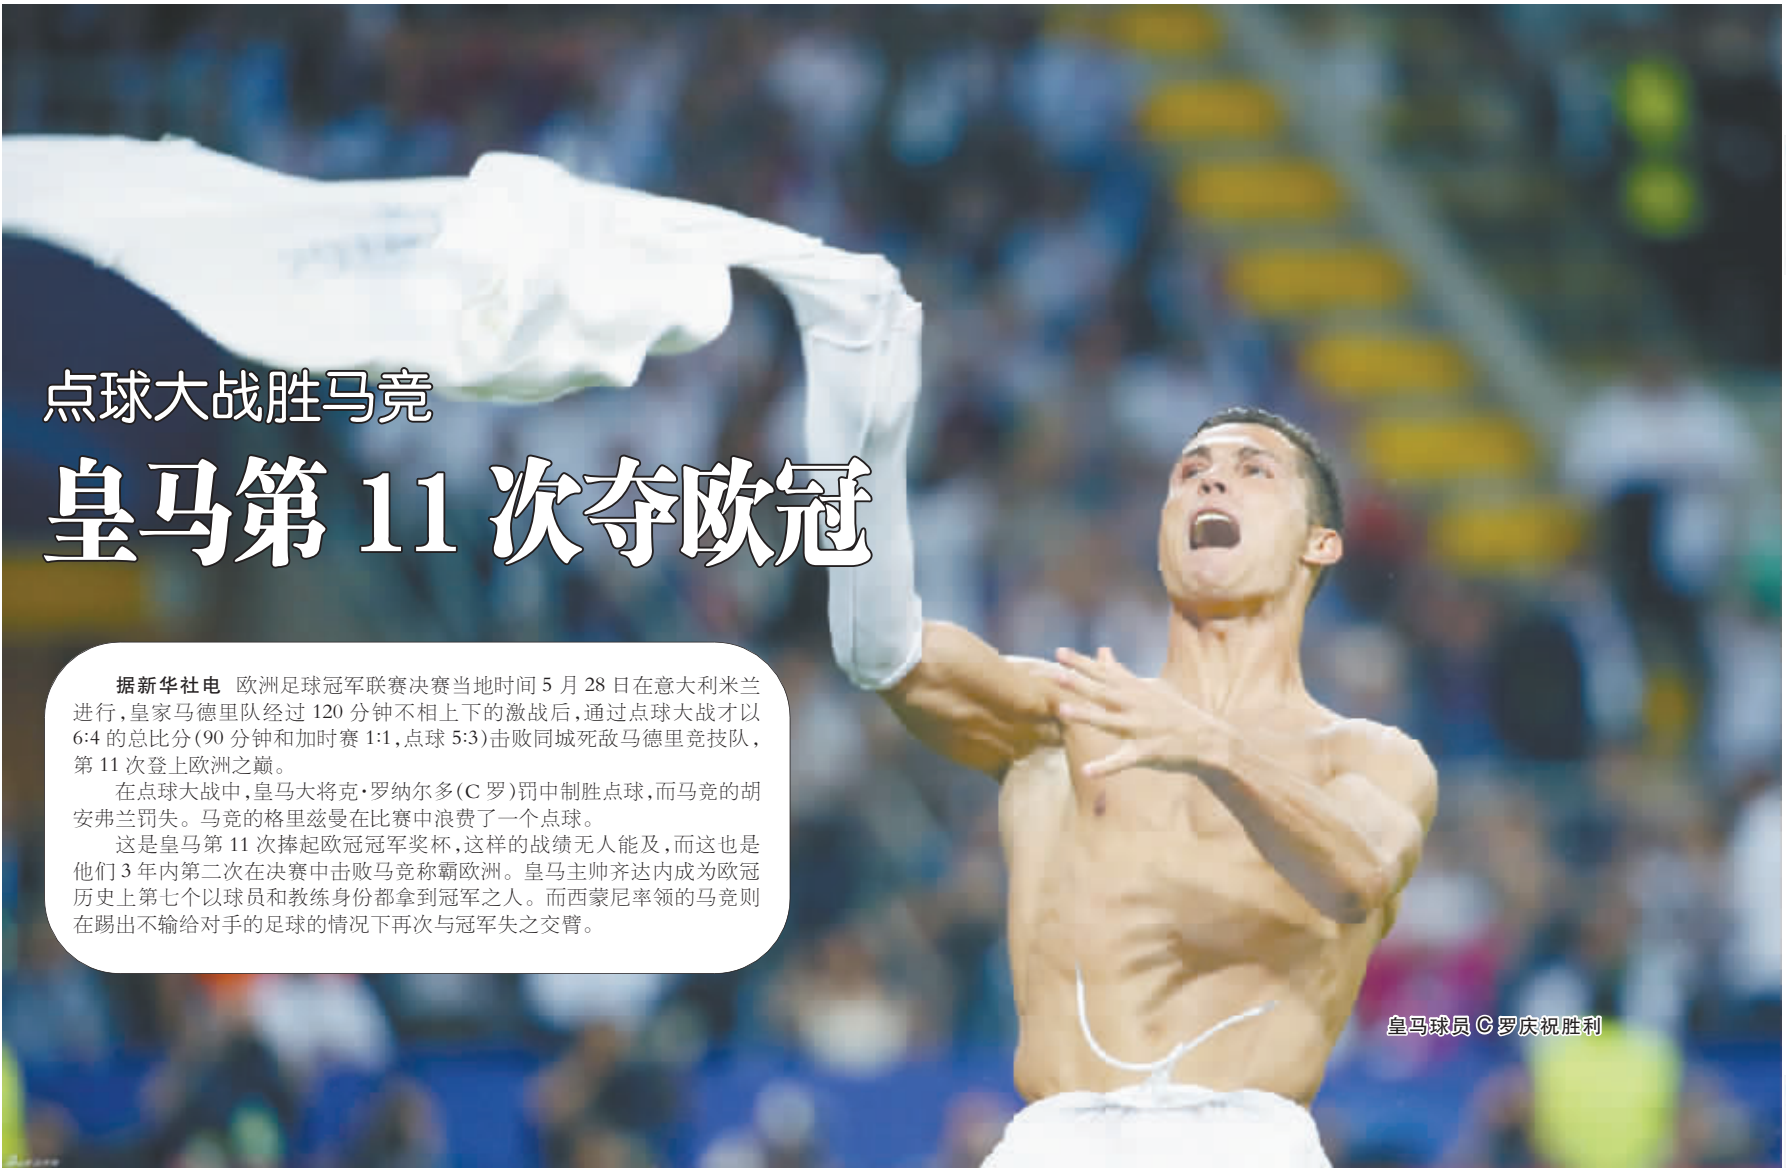 点球大战胜马竞
皇马第 11 次夺欧冠
据新华社电 欧洲足球冠军联赛决赛当地时间 5 月 28 日在意大利米兰
进行，皇家马德里队经过 120 分钟不相上下的激战后，通过点球大战才以
6:4 的总比分（90 分钟和加时赛 1:1，点球 5:3）击败同城死敌马德里竞技队，
第 11 次登上欧洲之巅。
在点球大战中，皇马大将克·罗纳尔多（C 罗）罚中制胜点球，而马竞的胡
安弗兰罚失。马竞的格里兹曼在比赛中浪费了一个点球。
这是皇马第 11 次捧起欧冠冠军奖杯，这样的战绩无人能及，而这也是
他们 3 年内第二次在决赛中击败马竞称霸欧洲。皇马主帅齐达内成为欧冠
历史上第七个以球员和教练身份都拿到冠军之人。而西蒙尼率领的马竞则
在踢出不输给对手的足球的情况下再次与冠军失之交臂。
皇马球员 C 罗庆祝胜利